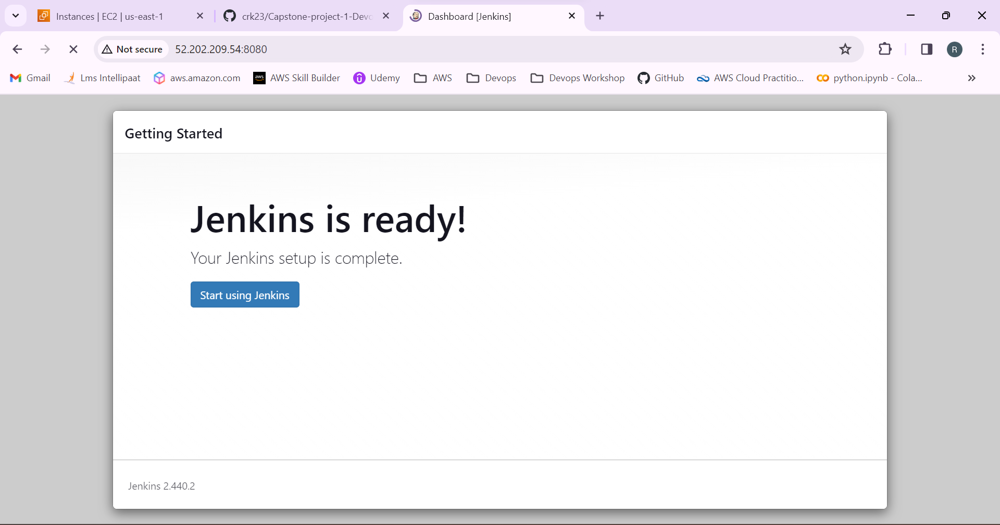 Instances | EC2 | us-east-1
crk23/Capstone-project-1-Devo
Dashboard [Jenkins]
Not secure
52.202.209.54:8080
R
Gmail
Lms Intellipaat
aws.amazon.com
aws
AWS Skill Builder
Udemy
AWS
Devops
Devops Workshop
GitHub
AWS Cloud Practitio...
python.ipynb - Cola...
Getting Started
Jenkins is ready!
Your Jenkins setup is complete.
Start using Jenkins
Jenkins 2.440.2